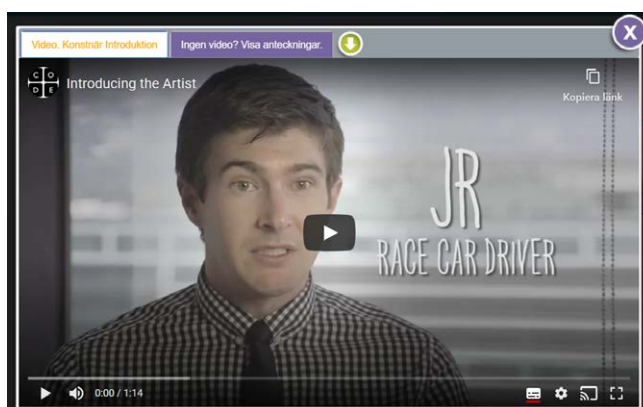 Video. Konstnär Introduktion
Ingen video? Visa anteckningar.
X
CODE
Introducing the Artist
Kopiera länk
JR
RACE CAR DRIVER
0:00 / 1:14